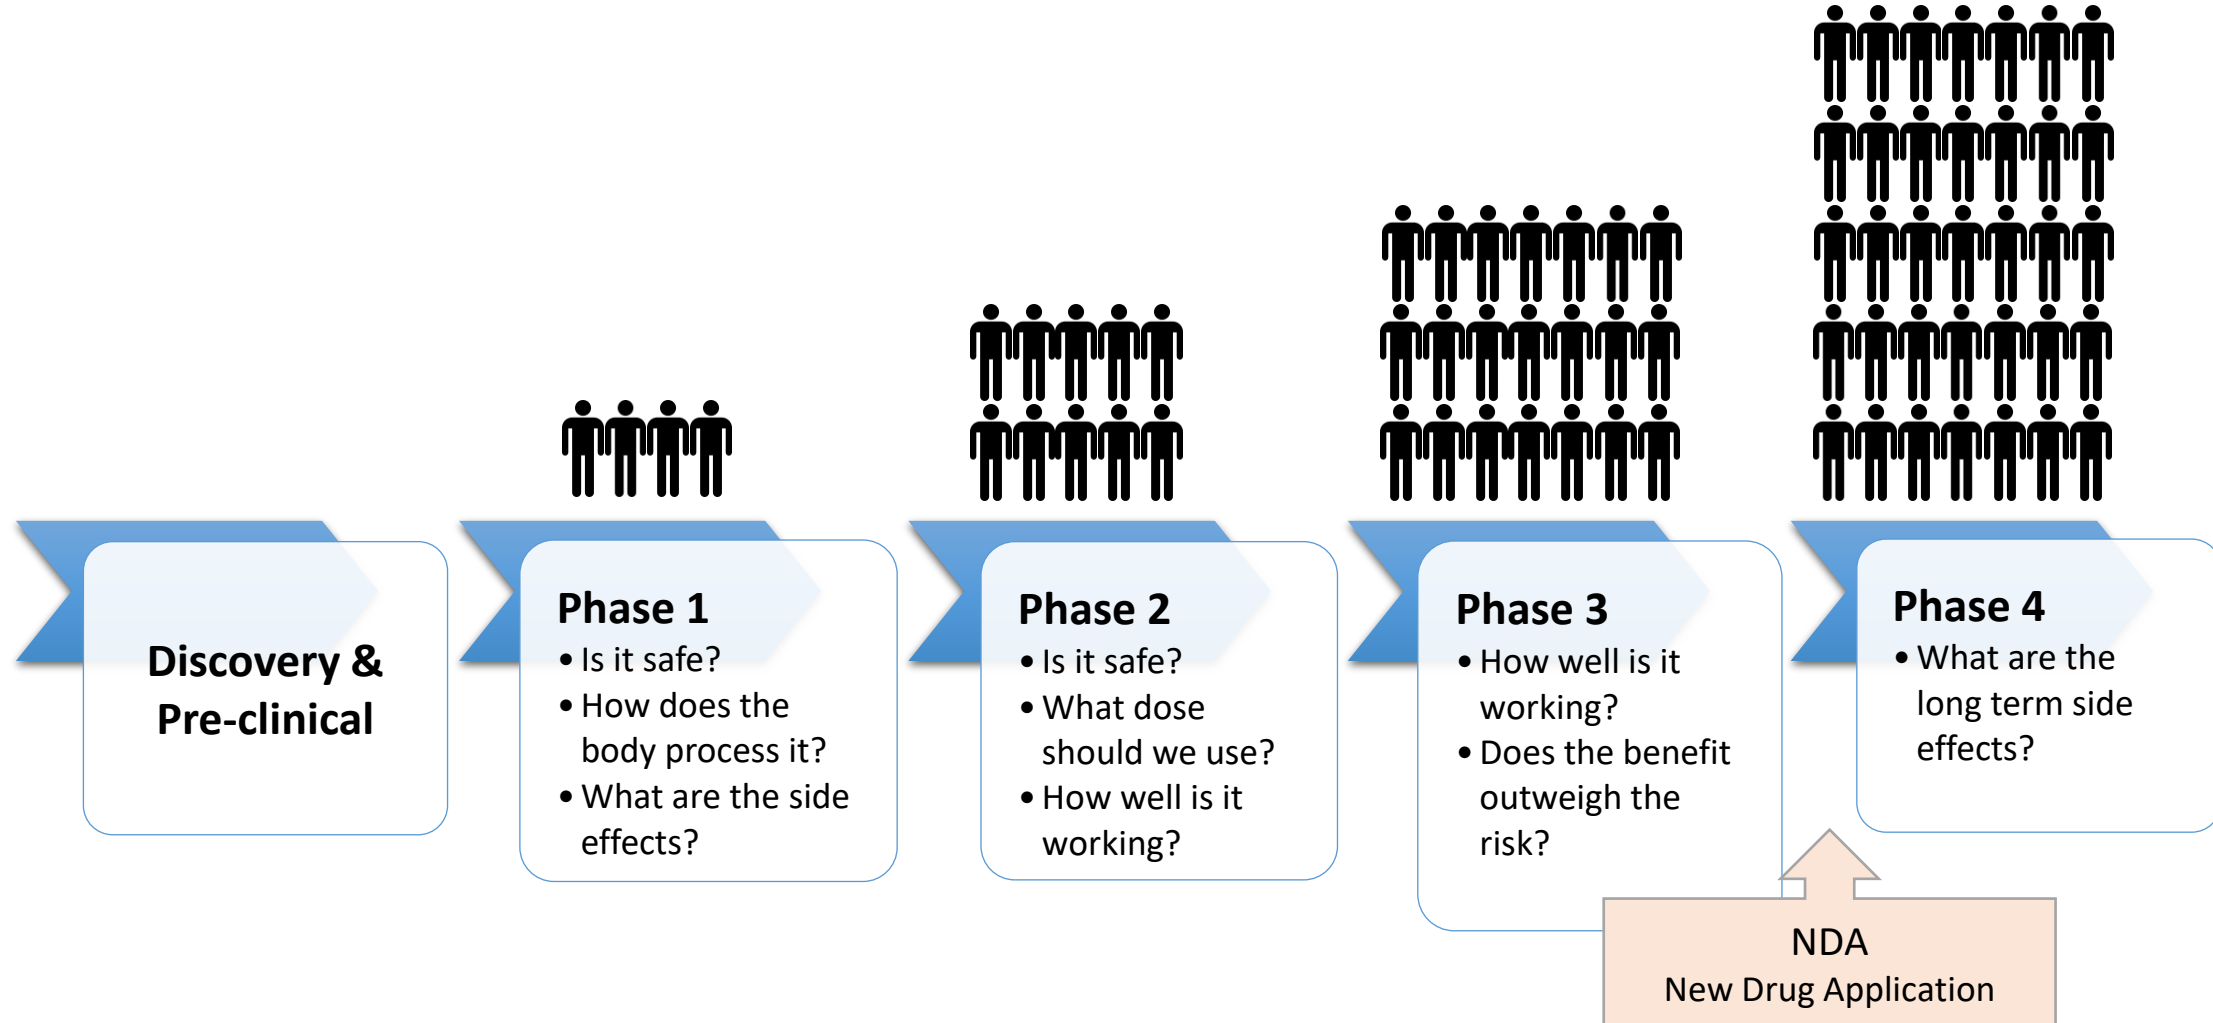 Discovery &
Pre-clinical
Phase 1
• Is it safe?
• How does the
body process it?
• What are the side
effects?
Phase 2
• Is it safe?
• What dose
should we use?
• How well is it
working?
Phase 3
• How well is it
working?
• Does the benefit
outweigh the
risk?
Phase 4
• What are the
long term side
effects?
NDA
New Drug Application